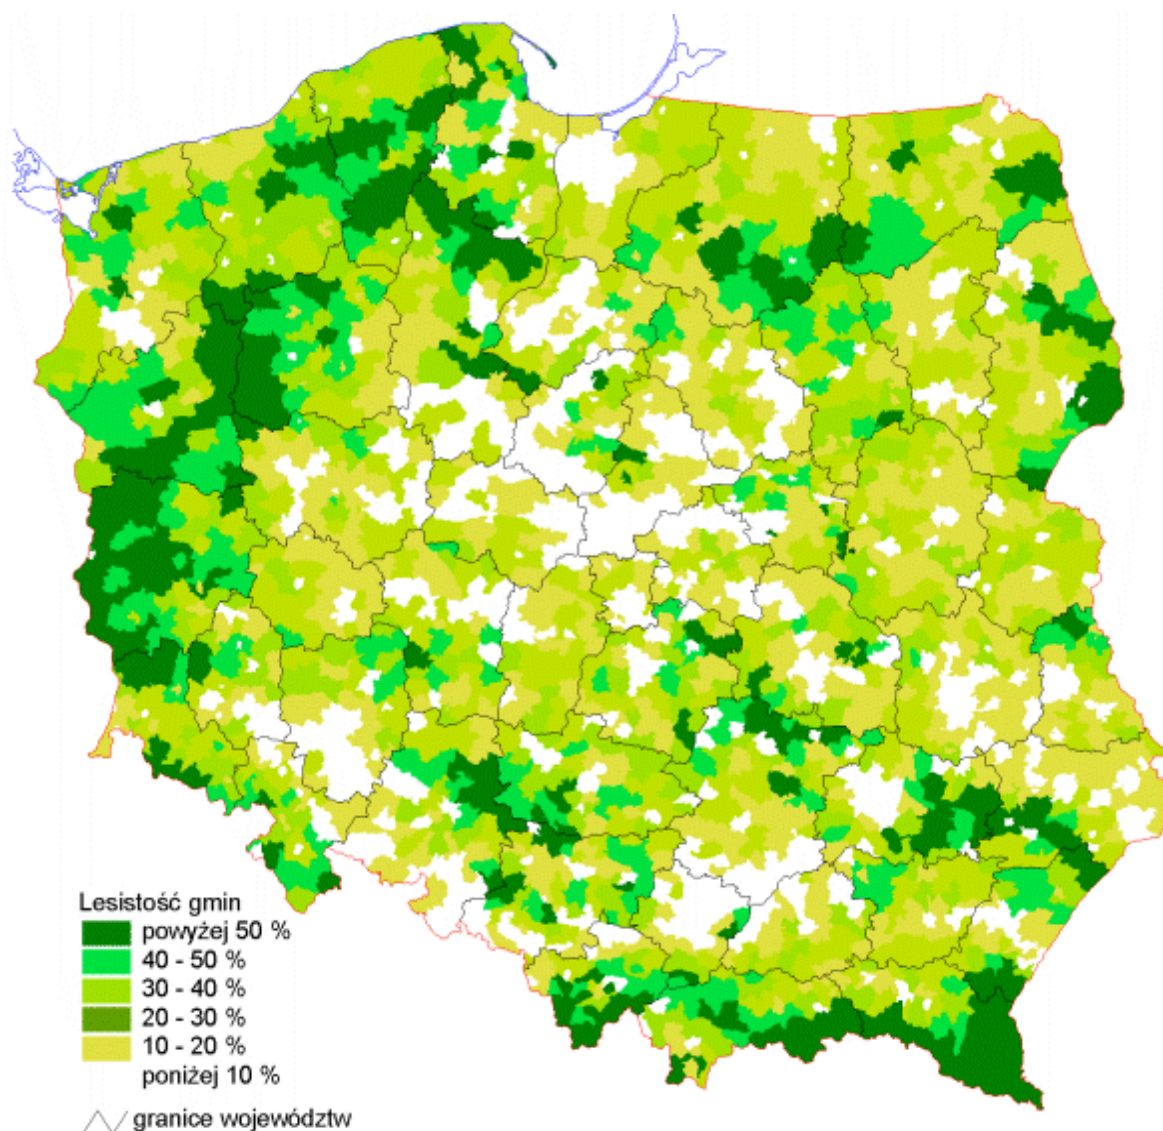 Lesistość gmin
powyżej 50 %
40 - 50 %
30 - 40 %
20 - 30 %
10 - 20 %
poniżej 10 %
granice województw